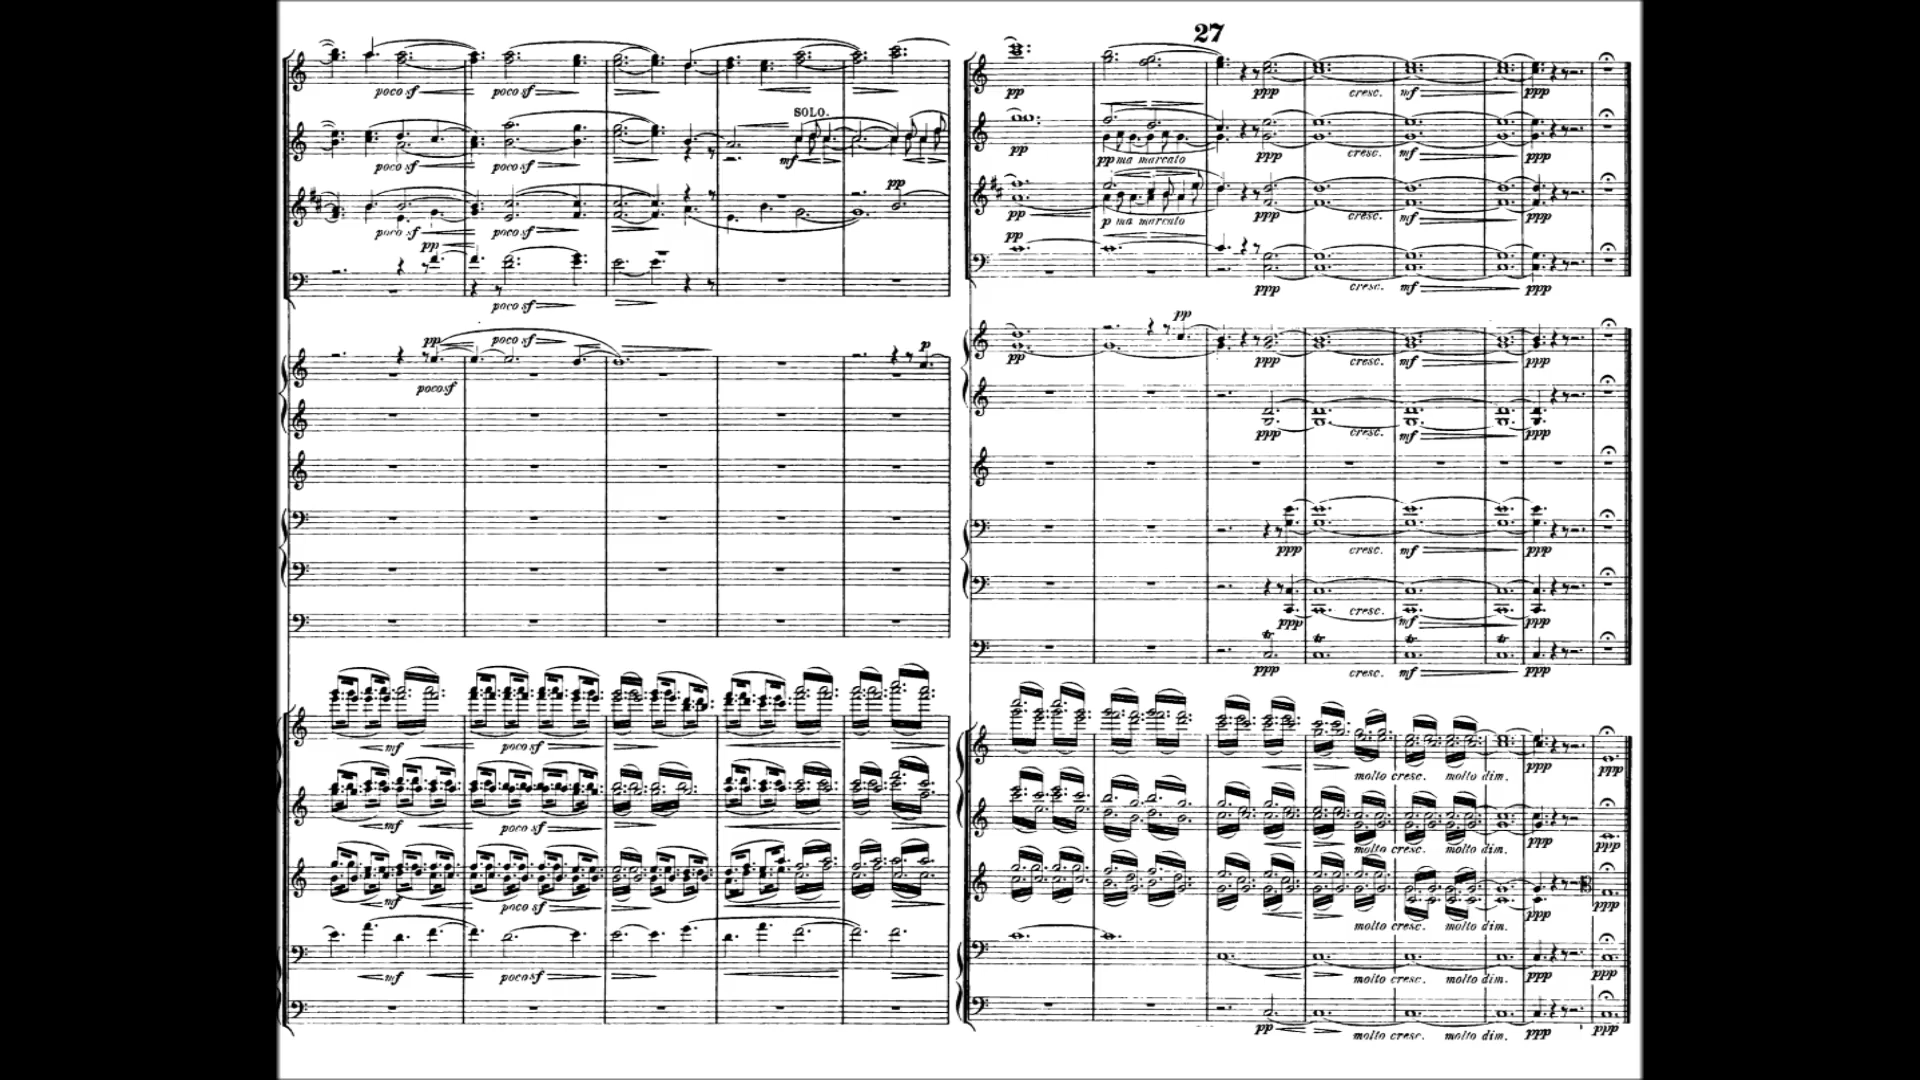 27
poco sf poco sf
SOLO.
poco sf poco sf mf
pp
poco sf poco sf
pp
poco sf
pp poco sf p
poco sf
mf poco sf
mf poco sf
mf poco sf
mf poco sf
pp ppp cresc. mf ppp
pp pp ma marcato ppp cresc. mf ppp
pp p ma marcato ppp cresc. mf ppp
pp
ppp cresc. mf ppp
pp
pp ppp cresc. mf ppp
ppp cresc. mf ppp
ppp cresc. mf ppp
ppp cresc. mf ppp
ppp cresc. mf ppp
molto cresc. molto dim. ppp ppp
molto cresc. molto dim. ppp ppp
molto cresc. molto dim. ppp ppp
molto cresc. molto dim. ppp ppp
pp molto cresc. molto dim. ppp ppp